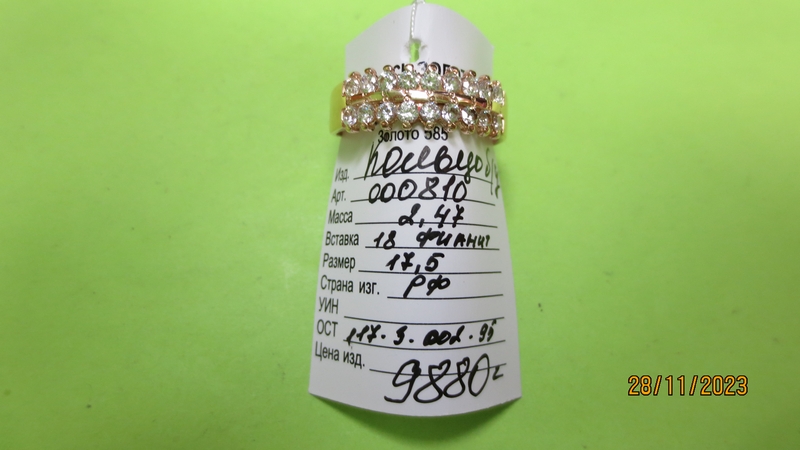 Золото 585
Изд. Кольцо б/у
Арт. 000810
Масса 2,47
Вставка 18 фианит
Размер 17,5
Страна изг. РФ
УИН
ОСТ 117-3-002-95
Цена изд. 9880=
28/11/2023